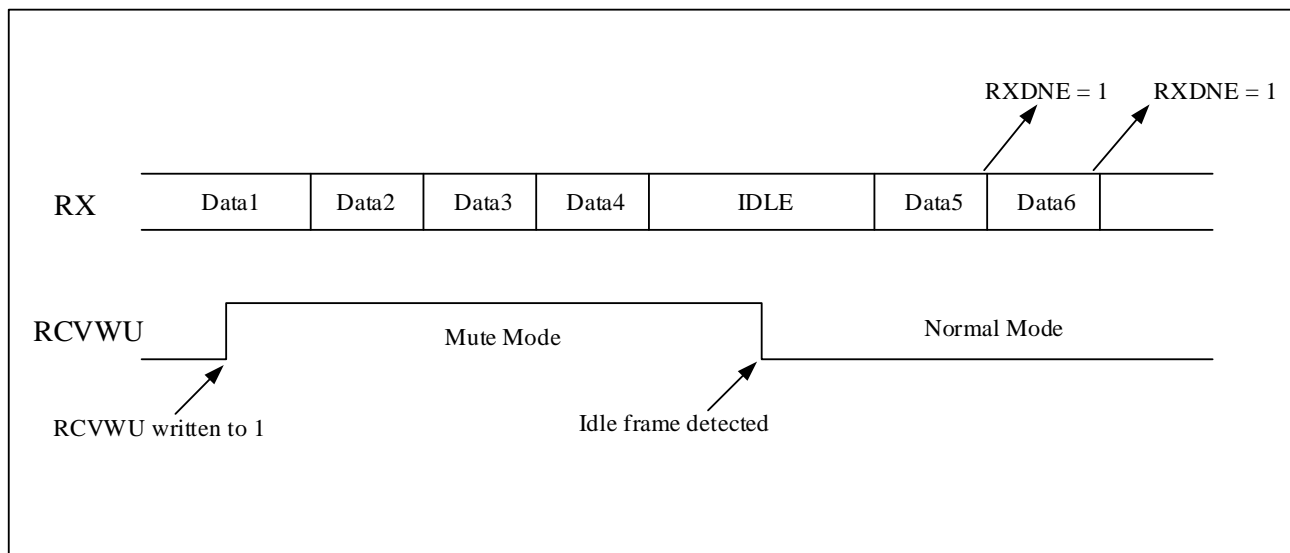 RXDNE = 1
RXDNE = 1
RX
Data1
Data2
Data3
Data4
IDLE
Data5
Data6
RCVWU
Mute Mode
Normal Mode
RCVWU written to 1
Idle frame detected